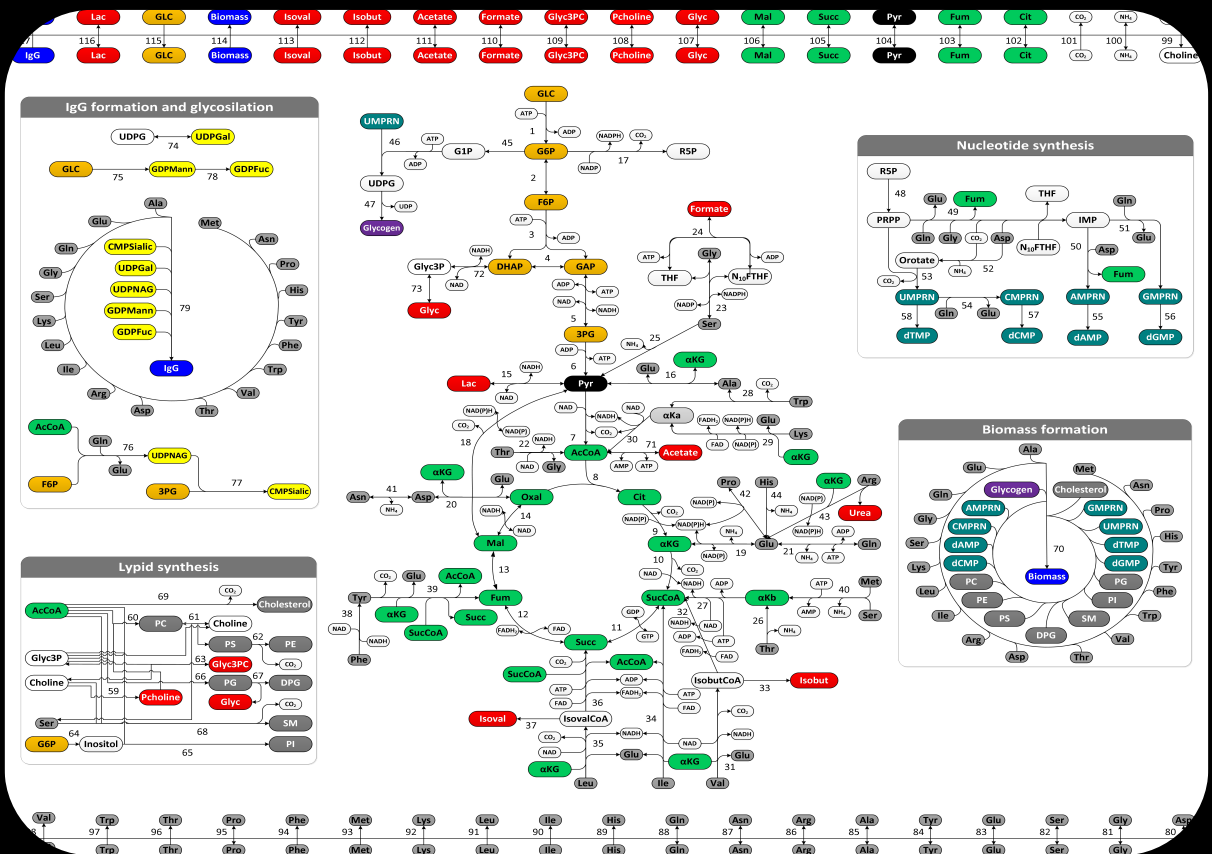 Lac GLC Biomass Isoval Isobut Acetate Formate Glyc3PC Pcholine Glyc Mal Succ Pyr Fum Cit CO₂ NH₄
116 115 114 113 112 111 110 109 108 107 106 105 104 103 102 101 100 99
IgG Lac GLC Biomass Isoval Isobut Acetate Formate Glyc3PC Pcholine Glyc Mal Succ Pyr Fum Cit CO₂ NH₄ Choline
IgG formation and glycosilation
UDPG 74 UDPGal
GLC 75 GDPMann 78 GDPFuc
Ala
Glu Met
Gln CMPSialic Asn
Gly UDPGal Pro
Ser UDPNAG His
Lys GDPMann 79 Tyr
Leu GDPFuc Phe
Ile IgG Trp
Arg Val
Asp Thr
AcCoA
Gln 76
Glu UDPNAG
F6P 3PG 77 CMPSialic
Lypid synthesis
69 CO₂
AcCoA 60 61 Cholesterol
PC Choline
PS 62 PE
Glyc3P 63 Glyc3PC CO₂
Choline 66 PG 67 DPG
59 Pcholine Glyc CO₂
Ser 68 SM
G6P 64 Inositol 65 PI
GLC
ATP 1 ADP
UMPRN
46 ATP G1P 45 G6P NADPH CO₂ R5P
ADP NADP 17
UDPG 2
47 UDP F6P
Glycogen ATP 3 ADP
NADH 4
Glyc3P 72 DHAP GAP
73 NAD ADP ATP
Glyc NAD NADH
5
3PG
ADP ATP
6
Formate
24
ATP Gly ADP
THF N₁₀FTHF
NADPH
NADP 23
Ser
NH₄ 25
αKG
Glu 16
Lac 15 NADH Pyr Ala 28 CO₂
NAD Trp
NAD(P)H NAD NADH NAD αKa FADH₂ NAD(P)H Glu
CO₂ NAD(P) CO₂ 30 FAD NAD(P) 29 Lys
18 7 71
Thr 22 NADH AcCoA Acetate αKG
NAD Gly AMP ATP
8
αKG Glu
Asn 41 Asp 20 Oxal Cit
NH₄ NADH NAD 14
Pro His αKG Arg
42 44 NAD(P) Urea
NAD(P) CO₂ NAD(P) NH₄ 43
NAD(P)H NH₄ NAD(P)H ADP
Mal 9 αKG 19 Glu 21 NH₄ ATP Gln
13 10
CO₂ Glu AcCoA CO₂
NAD NADH ADP ATP Met
Tyr 39 Fum SucCoA αKb 40
38 αKG Succ 12 GDP 32 27 AMP NH₄ Ser
NAD NADH SucCoA FADH₂ FAD 11 GTP NADH NAD 26 NH₄
Phe Succ ADP ATP Thr
FADH₂ FAD
CO₂ AcCoA
SucCoA ADP IsobutCoA 33 Isobut
ATP FADH₂ ATP
FAD 36 FAD
Isoval 37 IsovalCoA 34 CO₂
CO₂ NADH NADH
NAD 35 Glu NAD Glu
αKG αKG 31
Leu Ile Val
Nucleotide synthesis
R5P
48 Glu Fum THF Gln
PRPP 49 IMP 51
Gln Gly CO₂ Asp N₁₀FTHF 50 Asp Glu
Orotate NH₄ 52
CO₂ 53 Fum
UMPRN 54 CMPRN AMPRN GMPRN
58 Gln Glu 57 55 56
dTMP dCMP dAMP dGMP
Biomass formation
Ala
Glu Met
Gln Glycogen Cholesterol Asn
Gly AMPRN GMPRN Pro
Ser CMPRN UMPRN His
dAMP 70 dTMP
Lys dCMP Biomass dGMP Tyr
Leu PC PG Phe
Ile PE PI Trp
Arg PS SM Val
Asp DPG Thr
Val Trp Thr Pro Phe Met Lys Leu Ile His Gln Asn Arg Ala Tyr Glu Ser Gly Asp
97 96 95 94 93 92 91 90 89 88 87 86 85 84 83 82 81 80
Trp Thr Pro Phe Met Lys Leu Ile His Gln Asn Arg Ala Tyr Glu Ser Gly